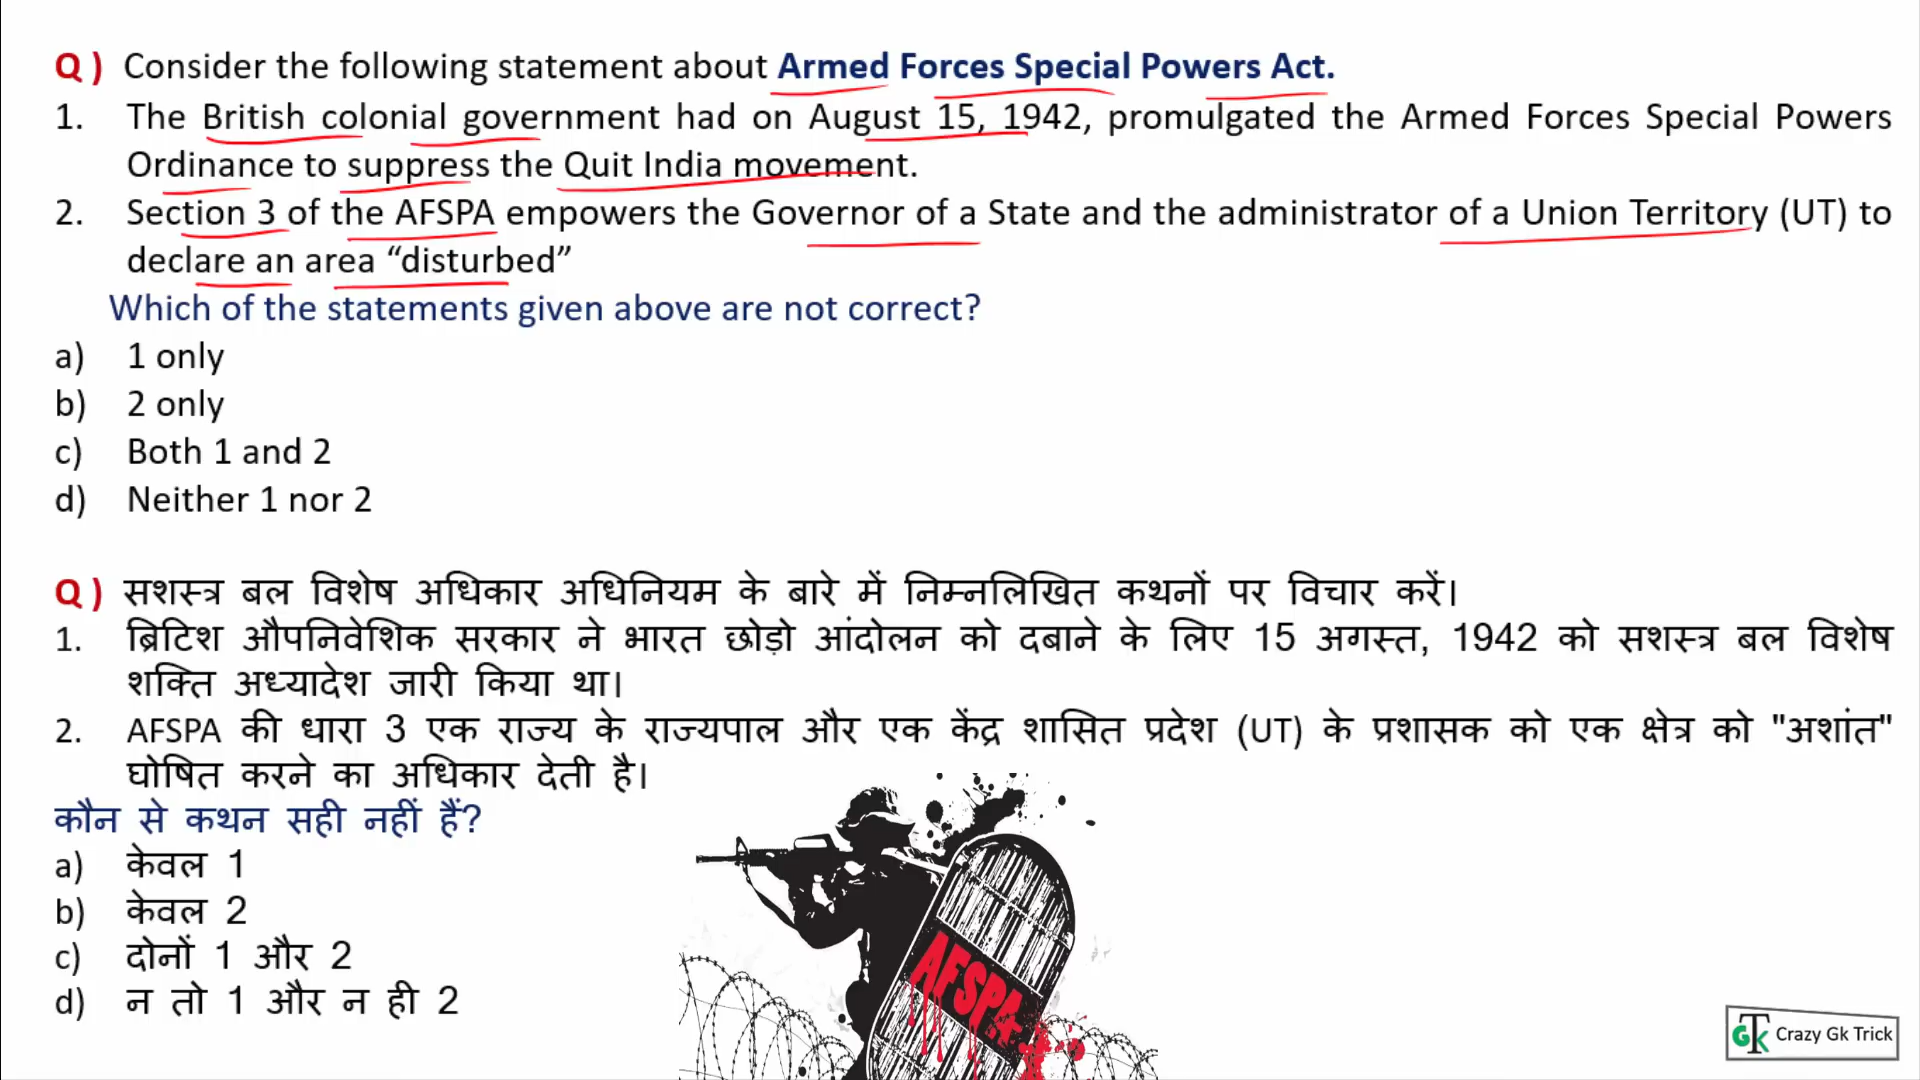 Q ) Consider the following statement about Armed Forces Special Powers Act.
1. The British colonial government had on August 15, 1942, promulgated the Armed Forces Special Powers
Ordinance to suppress the Quit India movement.
2. Section 3 of the AFSPA empowers the Governor of a State and the administrator of a Union Territory (UT) to
declare an area “disturbed”
Which of the statements given above are not correct?
a) 1 only
b) 2 only
c) Both 1 and 2
d) Neither 1 nor 2
Q ) सशस्त्र बल विशेष अधिकार अधिनियम के बारे में निम्नलिखित कथनों पर विचार करें।
1. ब्रिटिश औपनिवेशिक सरकार ने भारत छोड़ो आंदोलन को दबाने के लिए 15 अगस्त, 1942 को सशस्त्र बल विशेष
शक्ति अध्यादेश जारी किया था।
2. AFSPA की धारा 3 एक राज्य के राज्यपाल और एक केंद्र शासित प्रदेश (UT) के प्रशासक को एक क्षेत्र को "अशांत"
घोषित करने का अधिकार देती है।
कौन से कथन सही नहीं हैं?
a) केवल 1
b) केवल 2
c) दोनों 1 और 2
d) न तो 1 और न ही 2
AFSPA
GTK Crazy Gk Trick